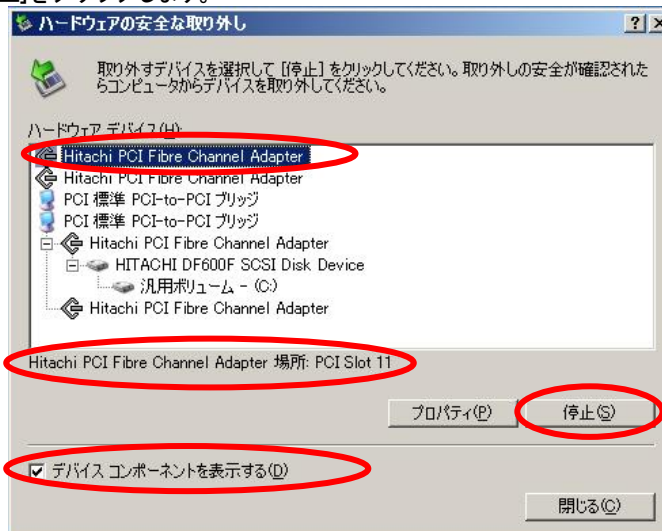 をクリックします。
ハードウェアの安全な取り外し
取り外すデバイスを選択して [停止] をクリックしてください。取り外しの安全が確認された
らコンピュータからデバイスを取り外してください。
ハードウェア デバイス(H):
Hitachi PCI Fibre Channel Adapter
Hitachi PCI Fibre Channel Adapter
PCI 標準 PCI-to-PCI ブリッジ
PCI 標準 PCI-to-PCI ブリッジ
Hitachi PCI Fibre Channel Adapter
HITACHI DF600F SCSI Disk Device
汎用ボリューム - (C:)
Hitachi PCI Fibre Channel Adapter
Hitachi PCI Fibre Channel Adapter 場所: PCI Slot 11
プロパティ(P)
停止(S)
デバイス コンポーネントを表示する(D)
閉じる(C)